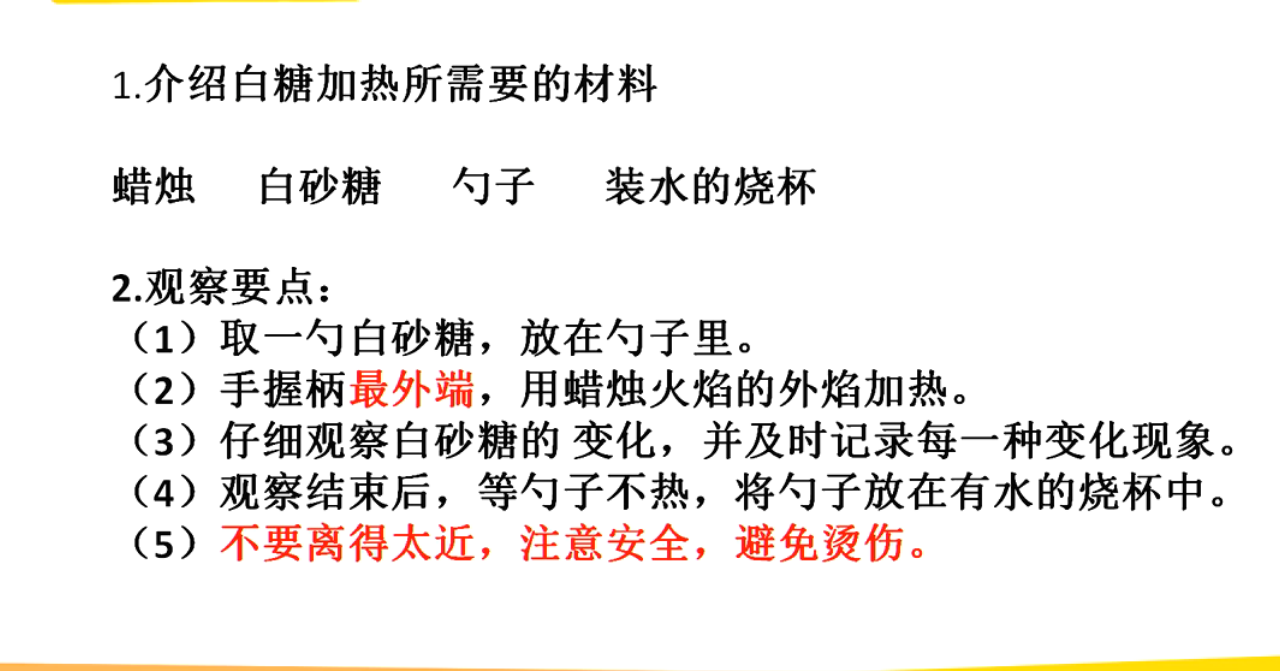 1.介绍白糖加热所需要的材料
蜡烛 白砂糖 勺子 装水的烧杯
2.观察要点：
（1）取一勺白砂糖，放在勺子里。
（2）手握柄最外端，用蜡烛火焰的外焰加热。
（3）仔细观察白砂糖的 变化，并及时记录每一种变化现象。
（4）观察结束后，等勺子不热，将勺子放在有水的烧杯中。
（5）不要离得太近，注意安全，避免烫伤。